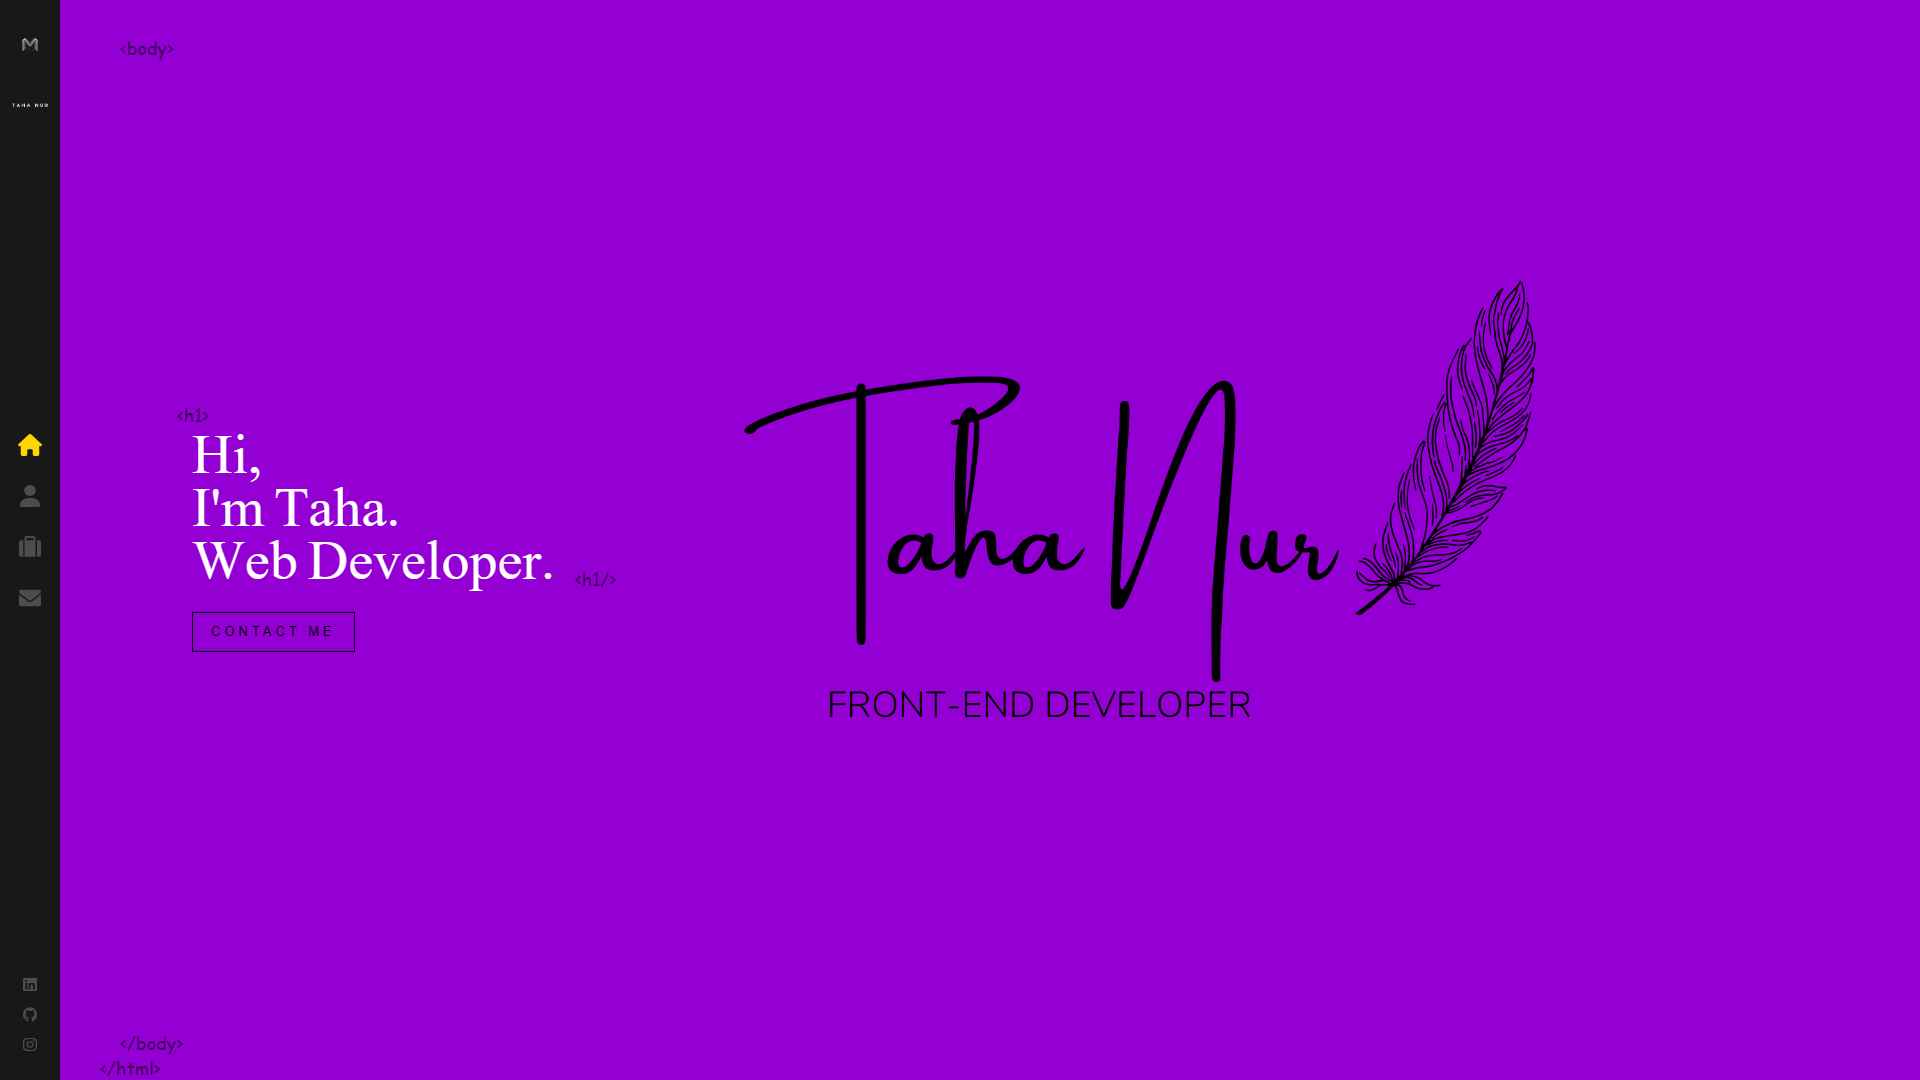 M
TAHA NUR
<body>
<h1>
Hi,
I'm Taha.
Web Developer.
<h1/>
CONTACT ME
Taha Nur
FRONT-END DEVELOPER
</body>
</html>